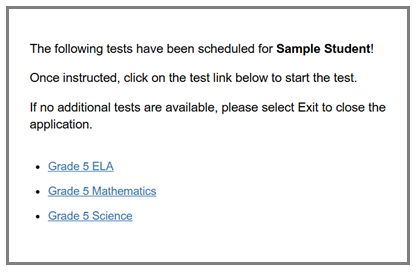 The following tests have been scheduled for Sample Student!
Once instructed, click on the test link below to start the test.
If no additional tests are available, please select Exit to close the
application.
• Grade 5 ELA
• Grade 5 Mathematics
• Grade 5 Science